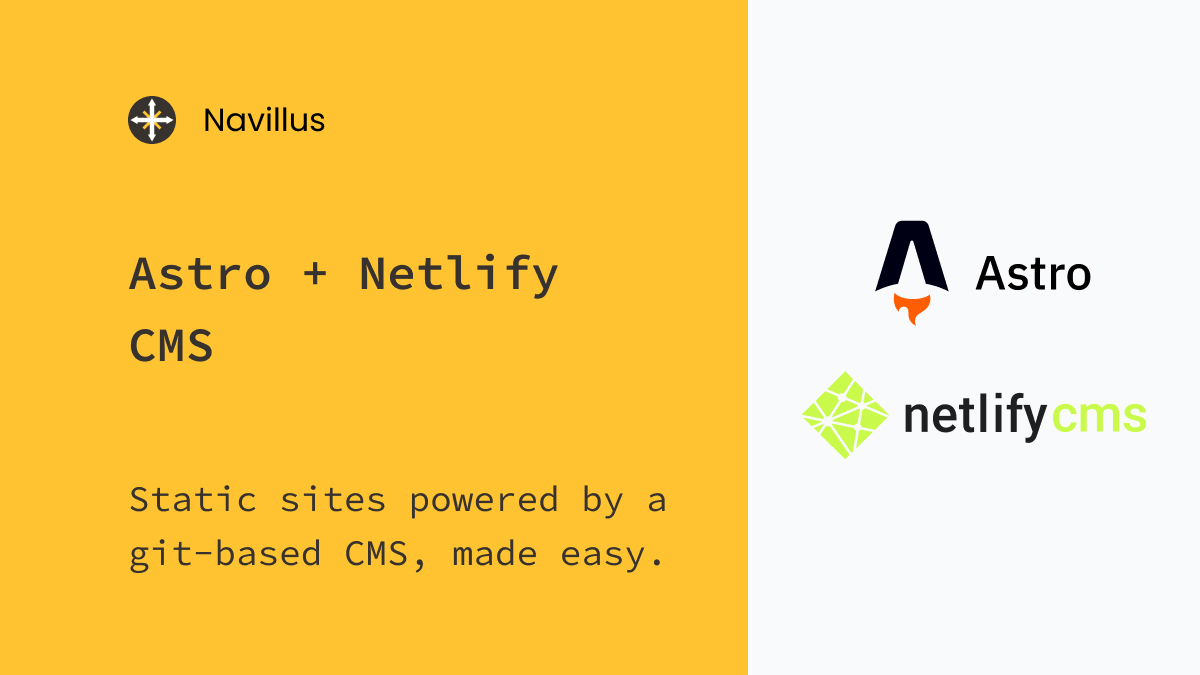 Navillus
Astro + Netlify
CMS
Static sites powered by a
git-based CMS, made easy.
Astro
netlifycms